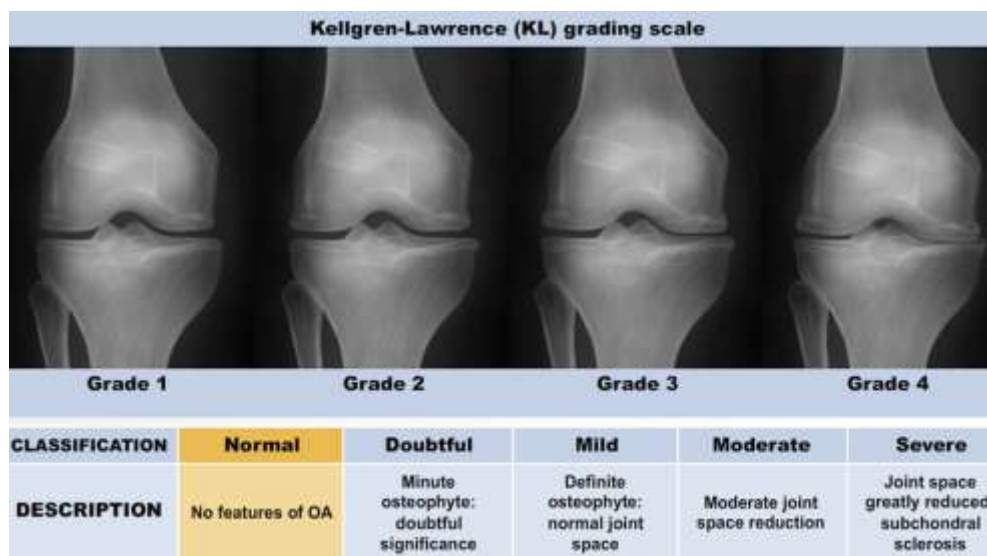 Kellgren-Lawrence (KL) grading scale
Grade 1 Grade 2 Grade 3 Grade 4
CLASSIFICATION Normal Doubtful Mild Moderate Severe
DESCRIPTION
No features of OA
Minute
osteophyte:
doubtful
significance
Definite
osteophyte:
normal joint
space
Moderate joint
space reduction
Joint space
greatly reduced:
subchondral
sclerosis